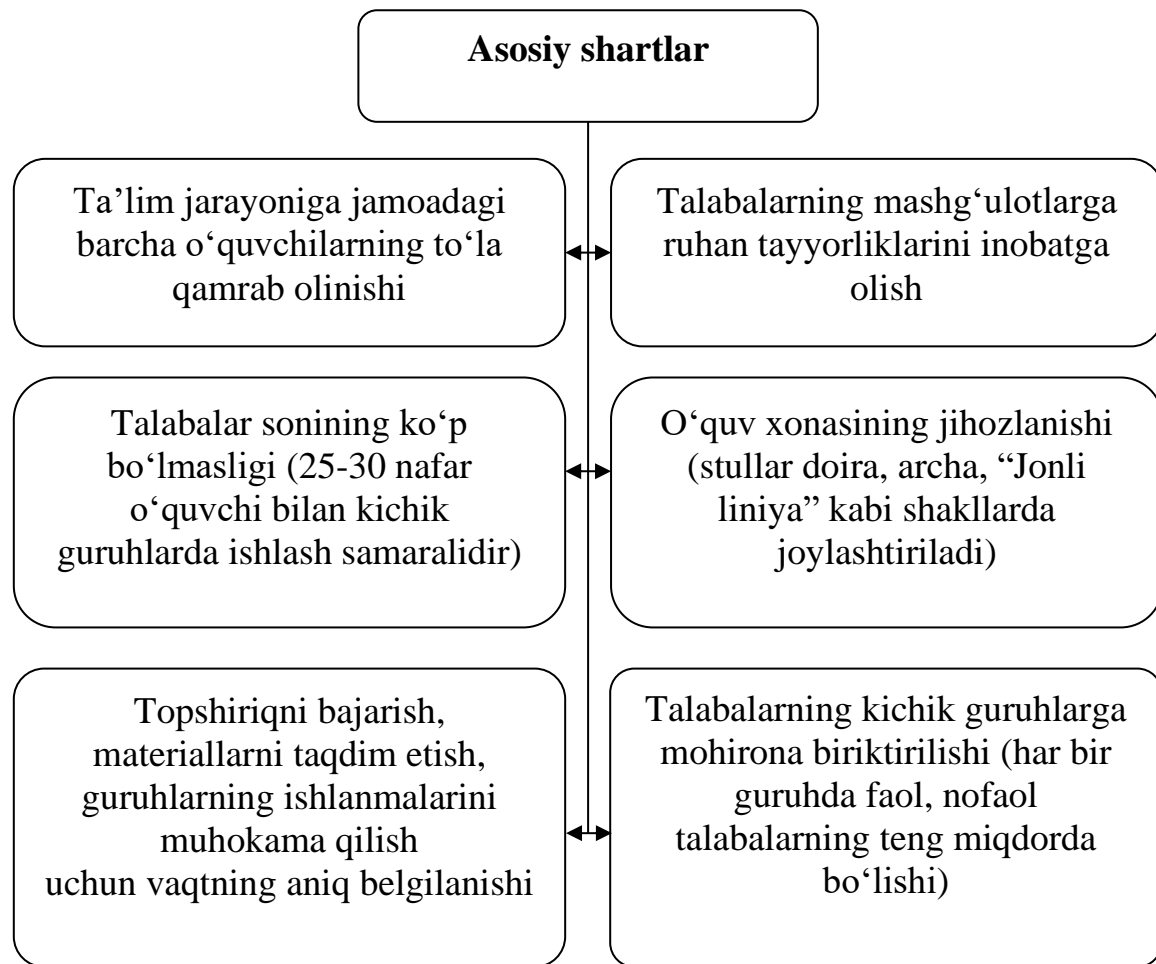 Asosiy shartlar
Ta’lim jarayoniga jamoadagi
barcha o‘quvchilarning to‘la
qamrab olinishi
Talabalarning mashg‘ulotlarga
ruhan tayyorliklarini inobatga
olish
Talabalar sonining ko‘p
bo‘lmasligi (25-30 nafar
o‘quvchi bilan kichik
guruhlarda ishlash samaralidir)
O‘quv xonasining jihozlanishi
(stullar doira, archa, “Jonli
liniya” kabi shakllarda
joylashtiriladi)
Topshiriqni bajarish,
materiallarni taqdim etish,
guruhlarning ishlanmalarini
muhokama qilish
uchun vaqtning aniq belgilanishi
Talabalarning kichik guruhlarga
mohirona biriktirilishi (har bir
guruhda faol, nofaol
talabalarning teng miqdorda
bo‘lishi)